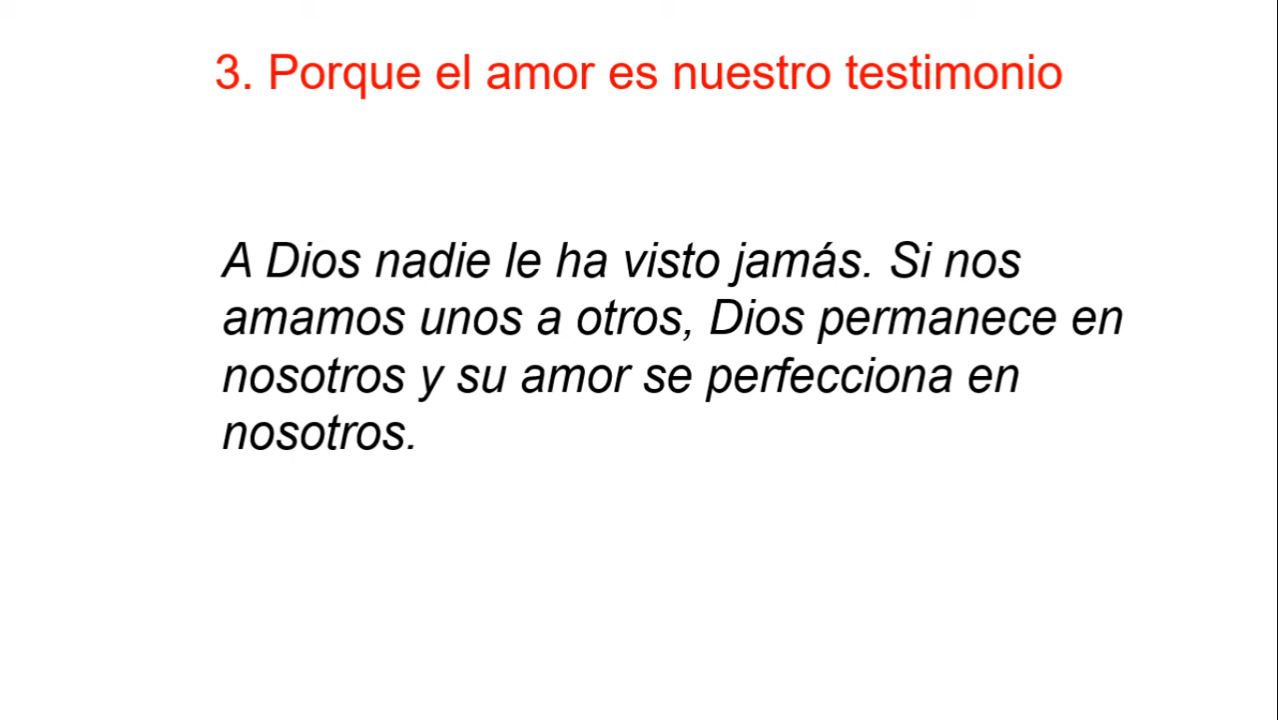 3. Porque el amor es nuestro testimonio
A Dios nadie le ha visto jamás. Si nos
amamos unos a otros, Dios permanece en
nosotros y su amor se perfecciona en
nosotros.